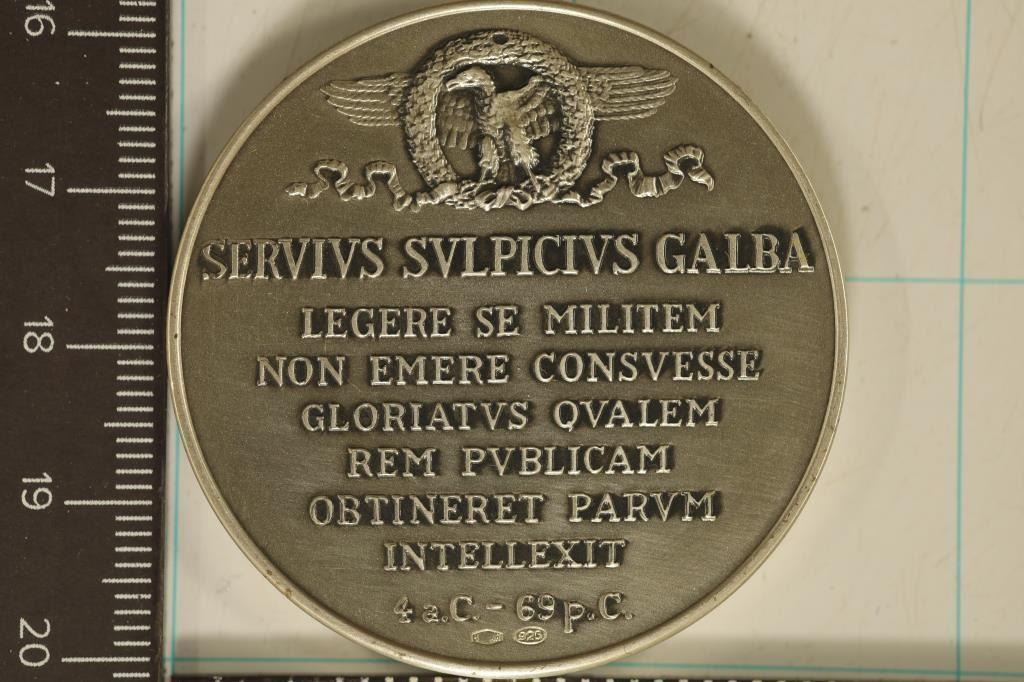 SERVIVS SVLPICIVS GALBA
LEGERE SE MILITEM
NON EMERE CONSVESSE
GLORIATVS QVALEM
REM PVBLICAM
OBTINERET PARVM
INTELLEXIT
4 a.C. - 69 p.C.
925
16
17
18
19
20